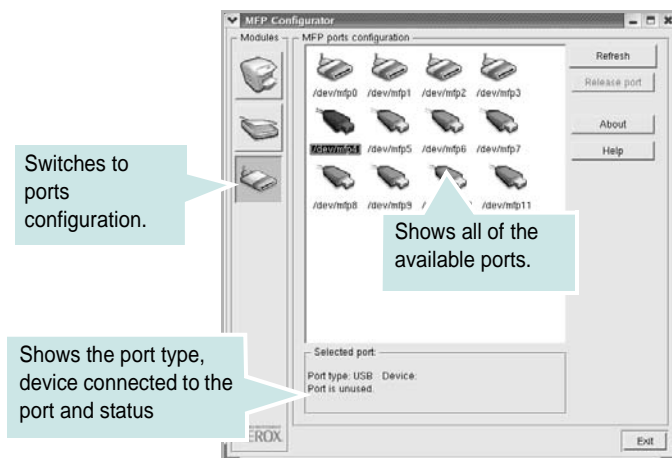 MFP Configurator
Modules
MFP ports configuration
/dev/mfp0 /dev/mfp1 /dev/mfp2 /dev/mfp3
/dev/mfp4 /dev/mfp5 /dev/mfp6 /dev/mfp7
/dev/mfp8 /dev/mfp9 /dev/mfp11
Refresh
Release port
About
Help
Switches to
ports
configuration.
Shows all of the
available ports.
Shows the port type,
device connected to the
port and status
Selected port:
Port type: USB Device:
Port is unused.
EROX
Exit